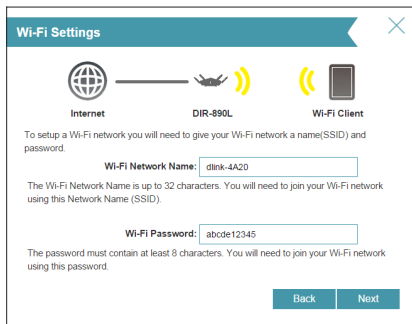 Wi-Fi Settings
Internet
DIR-890L
Wi-Fi Client
To setup a Wi-Fi network you will need to give your Wi-Fi network a name(SSID) and
password.
Wi-Fi Network Name: dlink-4A20
The Wi-Fi Network Name is up to 32 characters. You will need to join your Wi-Fi network
using this Network Name (SSID).
Wi-Fi Password: abcde12345
The password must contain at least 8 characters. You will need to join your Wi-Fi network
using this password.
Back
Next